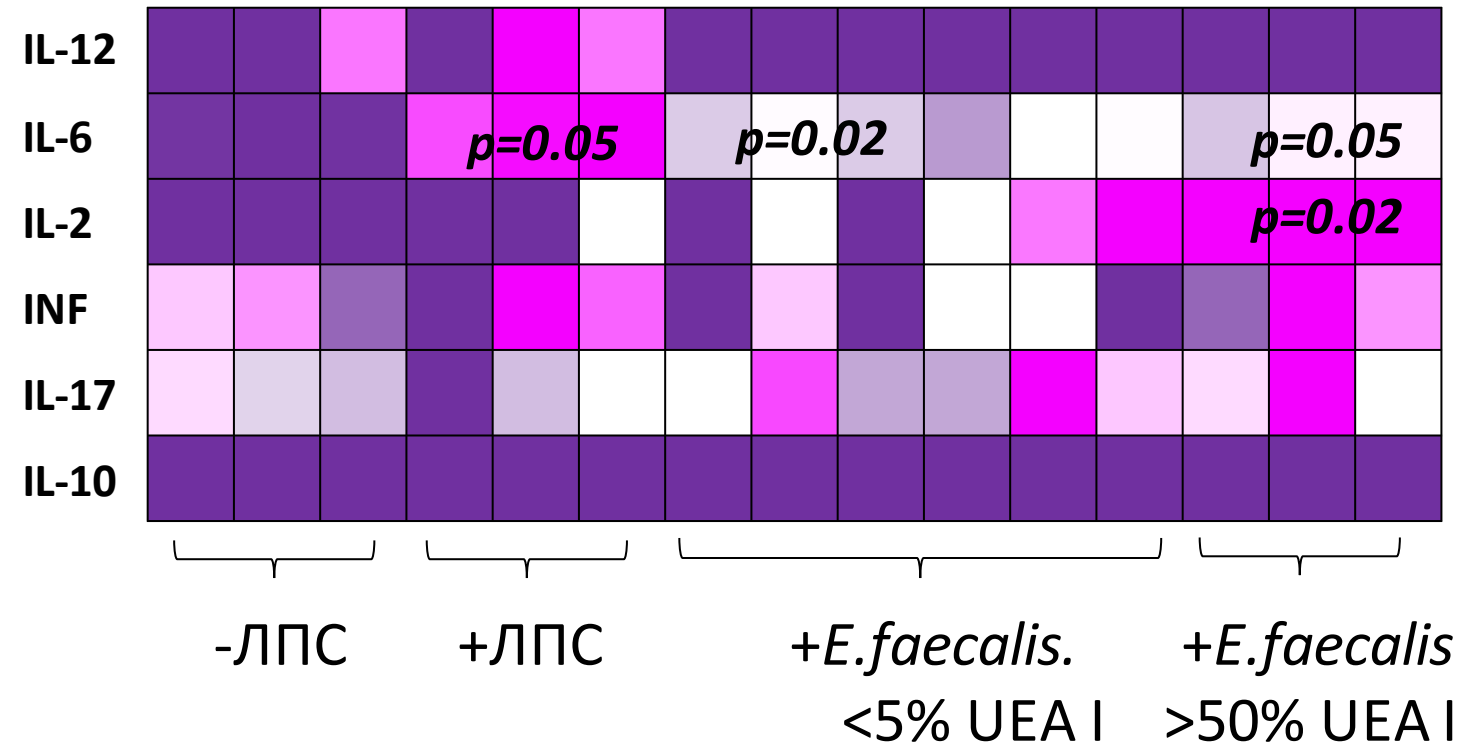 IL-12
IL-6
p=0.05
p=0.02
p=0.05
IL-2
p=0.02
INF
IL-17
IL-10
-ЛПС
+ЛПС
+E.faecalis.
<5% UEA I
+E.faecalis
>50% UEA I